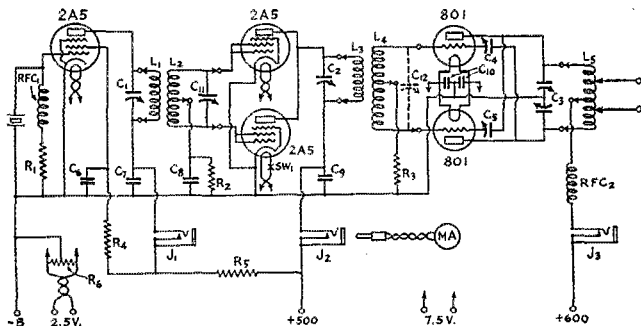 2A5
2A5
801
RFC1
C1
L1
L2
C11
C2
L3
L4
C12
C4
C10
C3
L5
2A5
SW1
C5
801
R1
C6
C7
C8
R2
C9
R3
RFC2
R4
J1
R5
J2
MA
J3
R6
-B
2.5V.
+500
7.5V.
+600